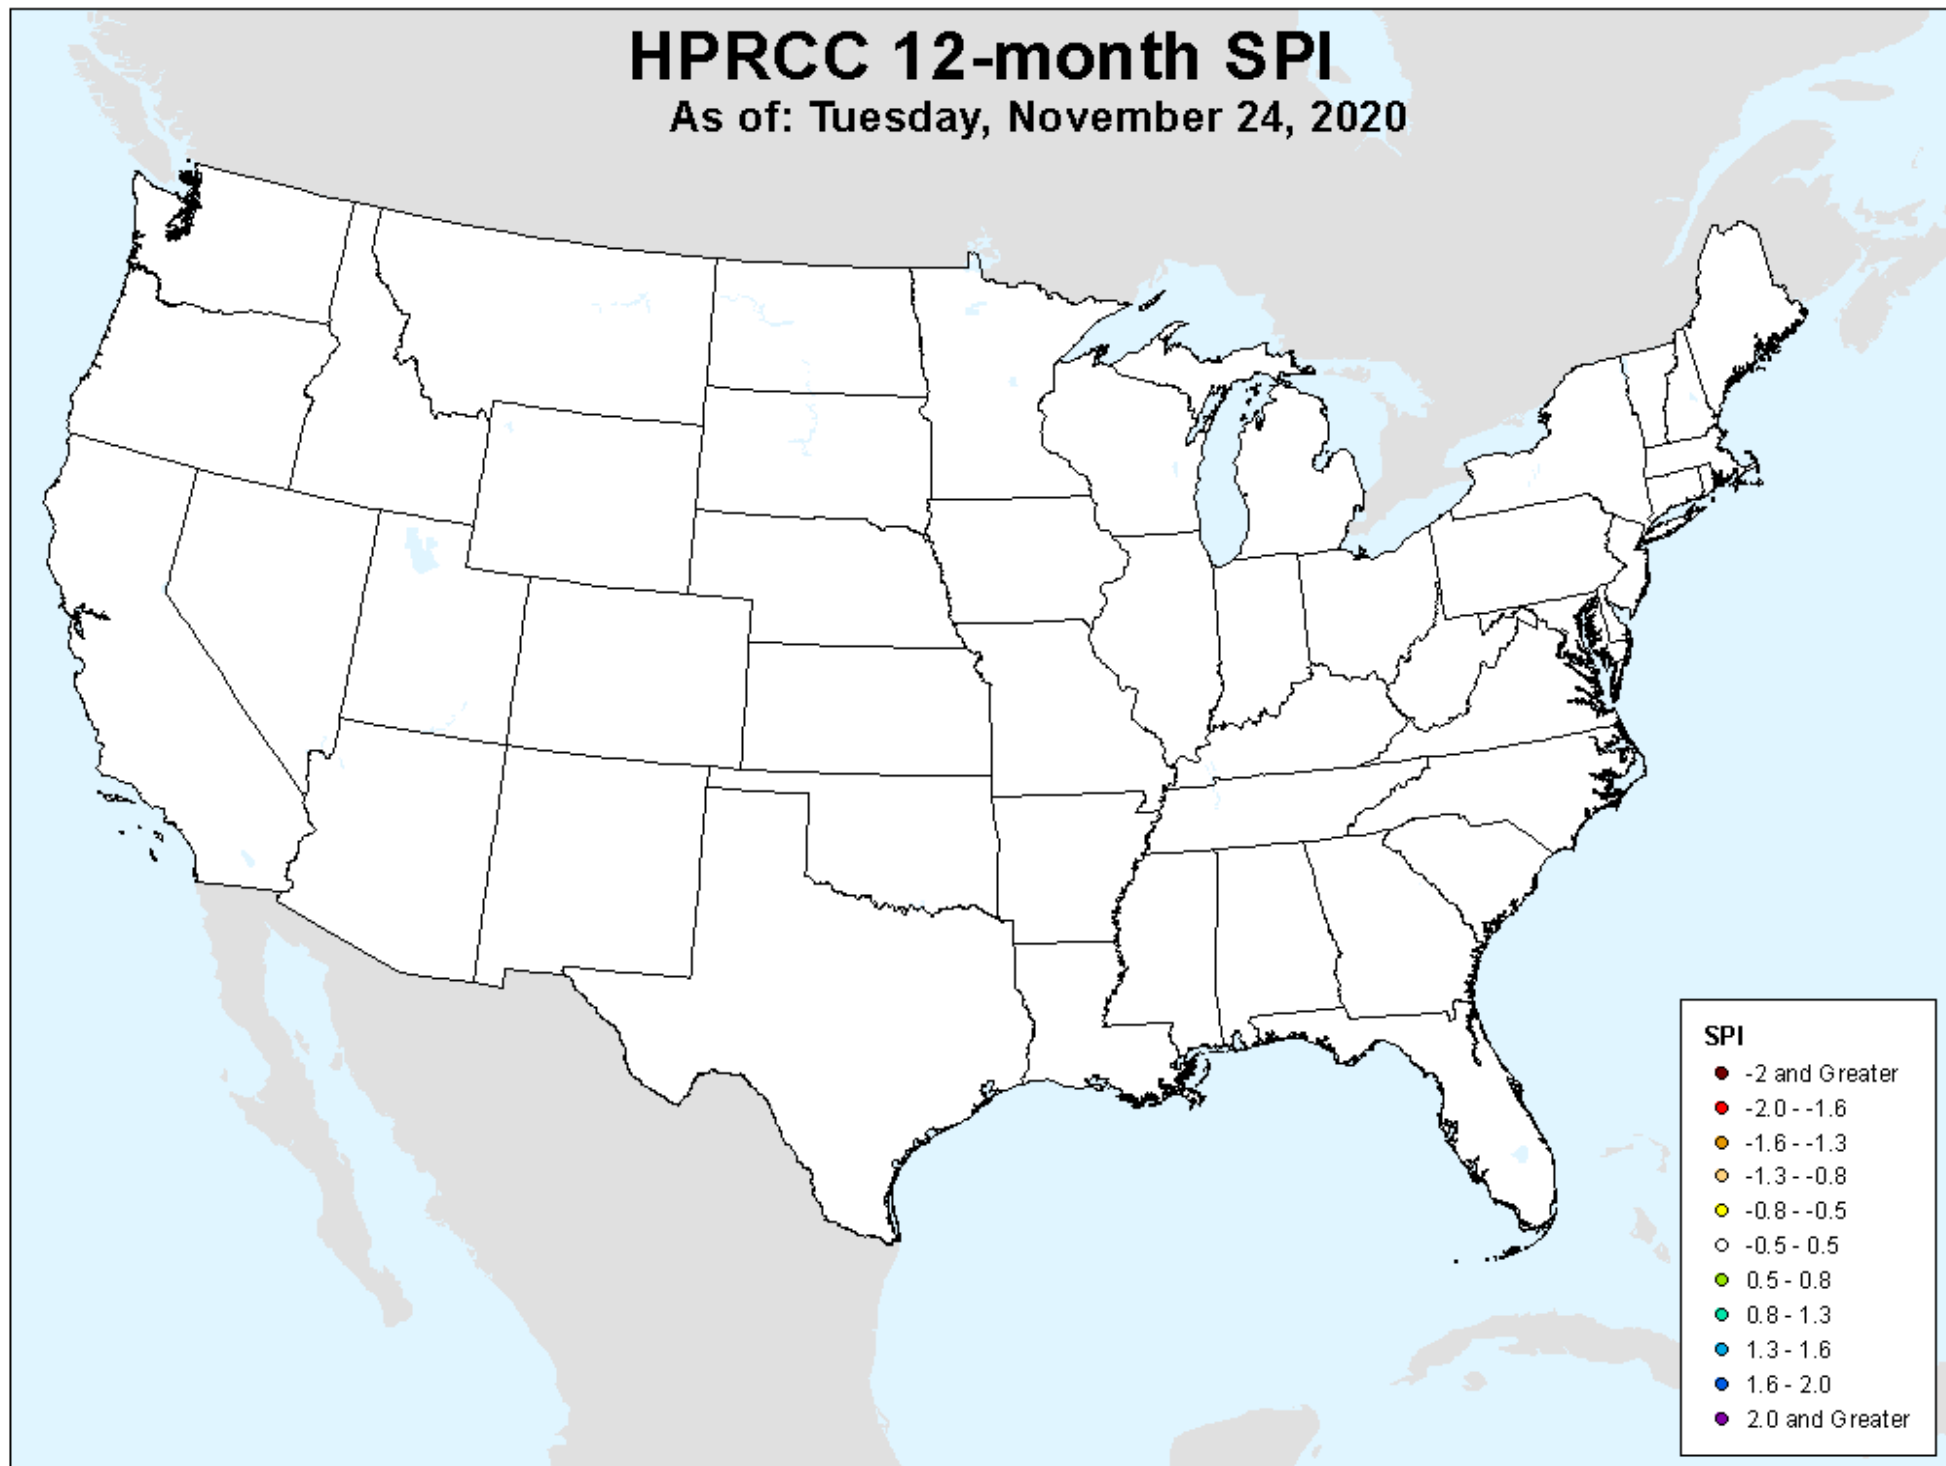 HPRCC 12-month SPI
As of: Tuesday, November 24, 2020
SPI
-2 and Greater
-2.0 - -1.6
-1.6 - -1.3
-1.3 - -0.8
-0.8 - -0.5
-0.5 - 0.5
0.5 - 0.8
0.8 - 1.3
1.3 - 1.6
1.6 - 2.0
2.0 and Greater